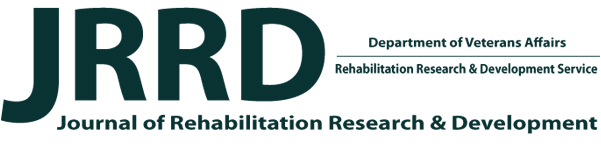 JRRD
Department of Veterans Affairs
Rehabilitation Research & Development Service
Journal of Rehabilitation Research & Development